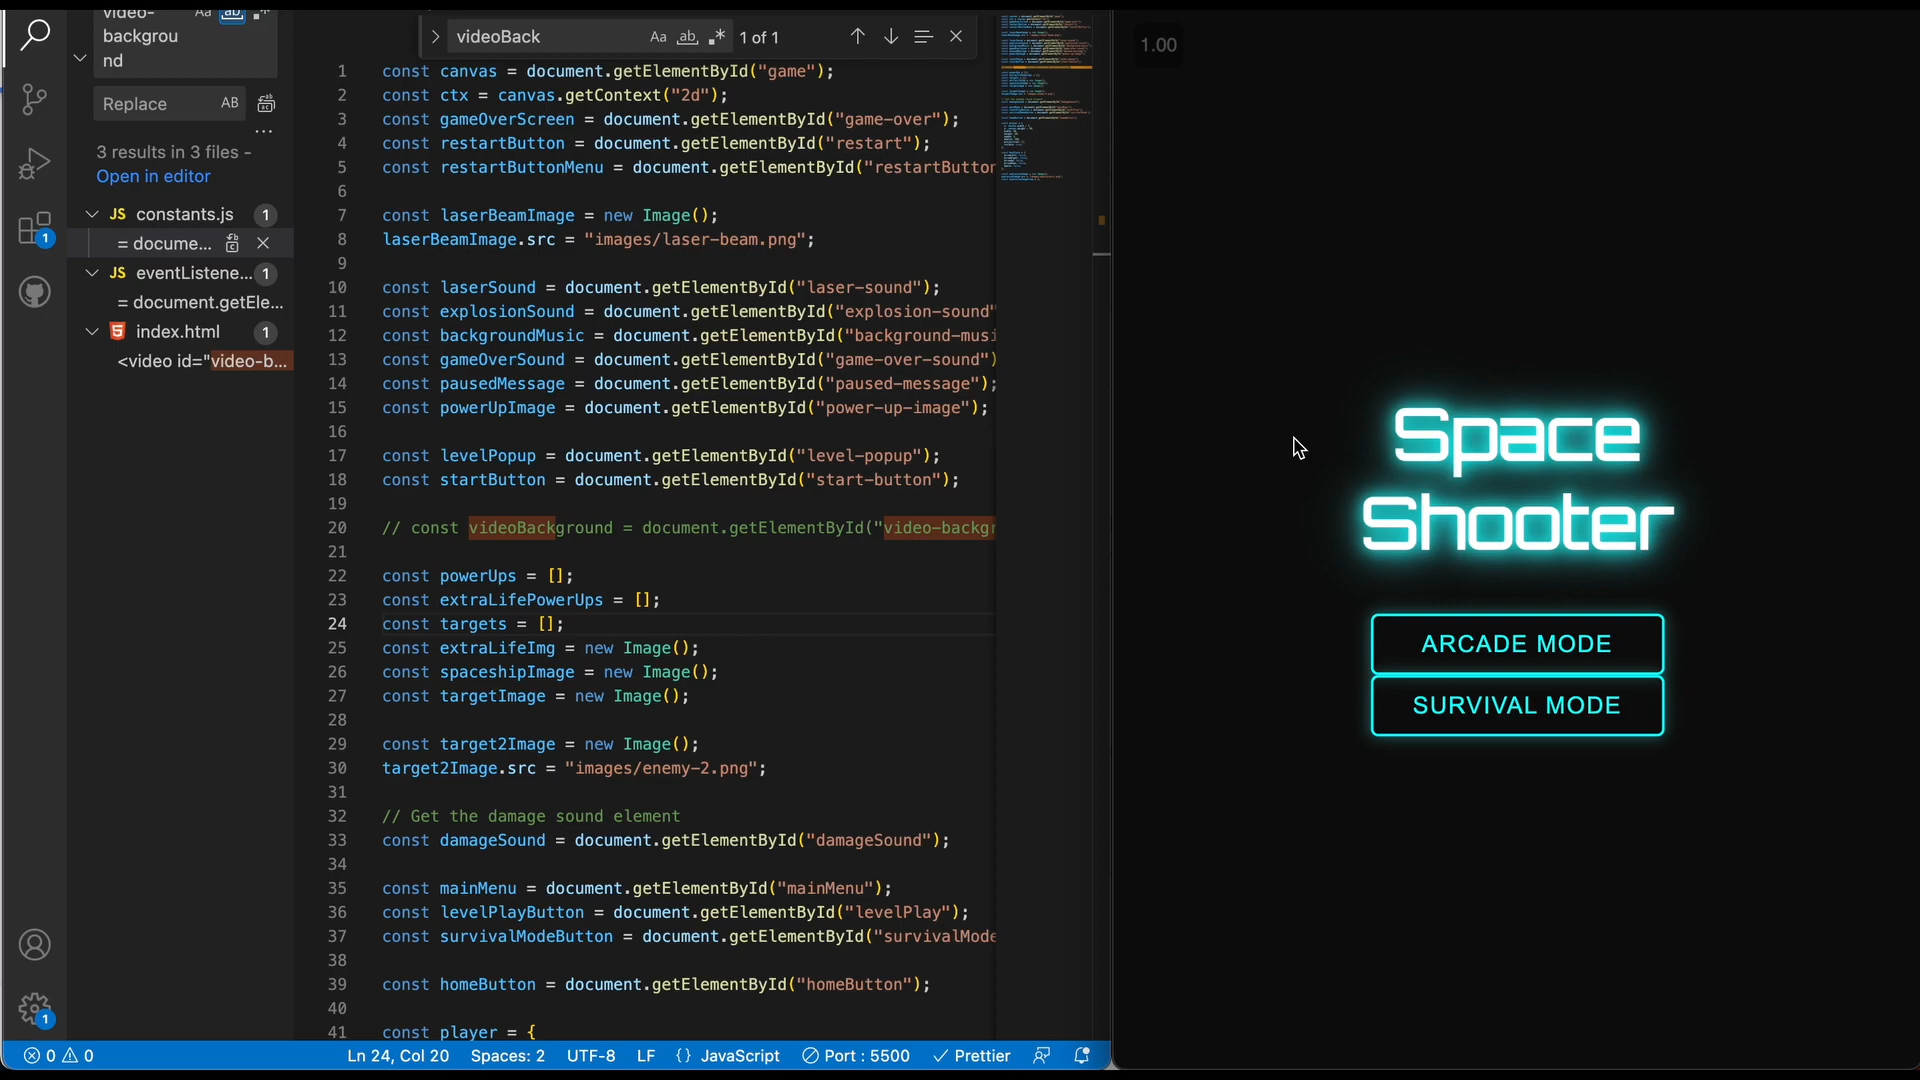 video-
backgrou
nd
Aa
ab
.*
Replace
AB
...
3 results in 3 files -
Open in editor
JS constants.js 1
= docume...
JS eventListene... 1
= document.getEle...
index.html 1
<video id="video-b...
1
1
videoBack
Aa
ab
.*
1 of 1
1 const canvas = document.getElementById("game");
2 const ctx = canvas.getContext("2d");
3 const gameOverScreen = document.getElementById("game-over");
4 const restartButton = document.getElementById("restart");
5 const restartButtonMenu = document.getElementById("restartButton
6
7 const laserBeamImage = new Image();
8 laserBeamImage.src = "images/laser-beam.png";
9
10 const laserSound = document.getElementById("laser-sound");
11 const explosionSound = document.getElementById("explosion-sound"
12 const backgroundMusic = document.getElementById("background-musi
13 const gameOverSound = document.getElementById("game-over-sound")
14 const pausedMessage = document.getElementById("paused-message");
15 const powerUpImage = document.getElementById("power-up-image");
16
17 const levelPopup = document.getElementById("level-popup");
18 const startButton = document.getElementById("start-button");
19
20 // const videoBackground = document.getElementById("video-backgr
21
22 const powerUps = [];
23 const extraLifePowerUps = [];
24 const targets = [];
25 const extraLifeImg = new Image();
26 const spaceshipImage = new Image();
27 const targetImage = new Image();
28
29 const target2Image = new Image();
30 target2Image.src = "images/enemy-2.png";
31
32 // Get the damage sound element
33 const damageSound = document.getElementById("damageSound");
34
35 const mainMenu = document.getElementById("mainMenu");
36 const levelPlayButton = document.getElementById("levelPlay");
37 const survivalModeButton = document.getElementById("survivalMode
38
39 const homeButton = document.getElementById("homeButton");
40
41 const player = {
0 0 Ln 24, Col 20 Spaces: 2 UTF-8 LF {} JavaScript Port : 5500 Prettier
1.00
Space
Shooter
ARCADE MODE
SURVIVAL MODE